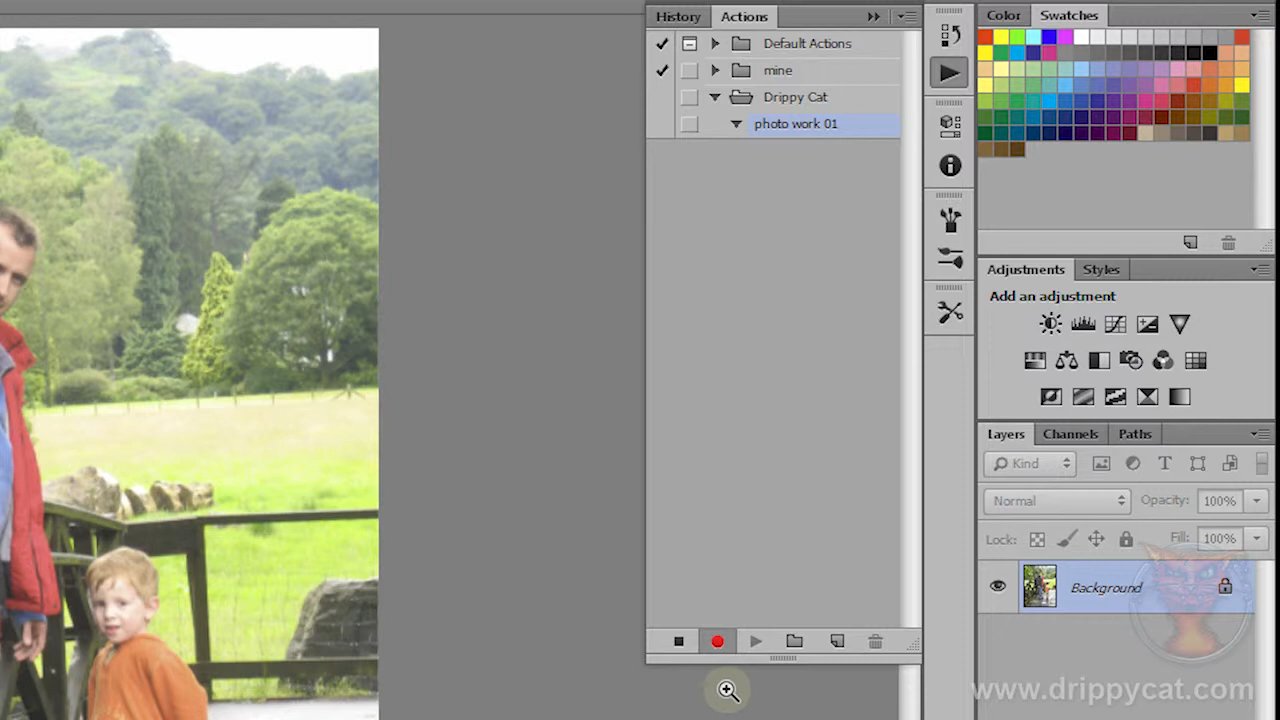 History Actions
Default Actions
mine
Drippy Cat
photo work 01
Color Swatches
Adjustments Styles
Add an adjustment
Layers Channels Paths
Kind
Normal Opacity: 100%
Lock: Fill: 100%
Background
www.drippycat.com